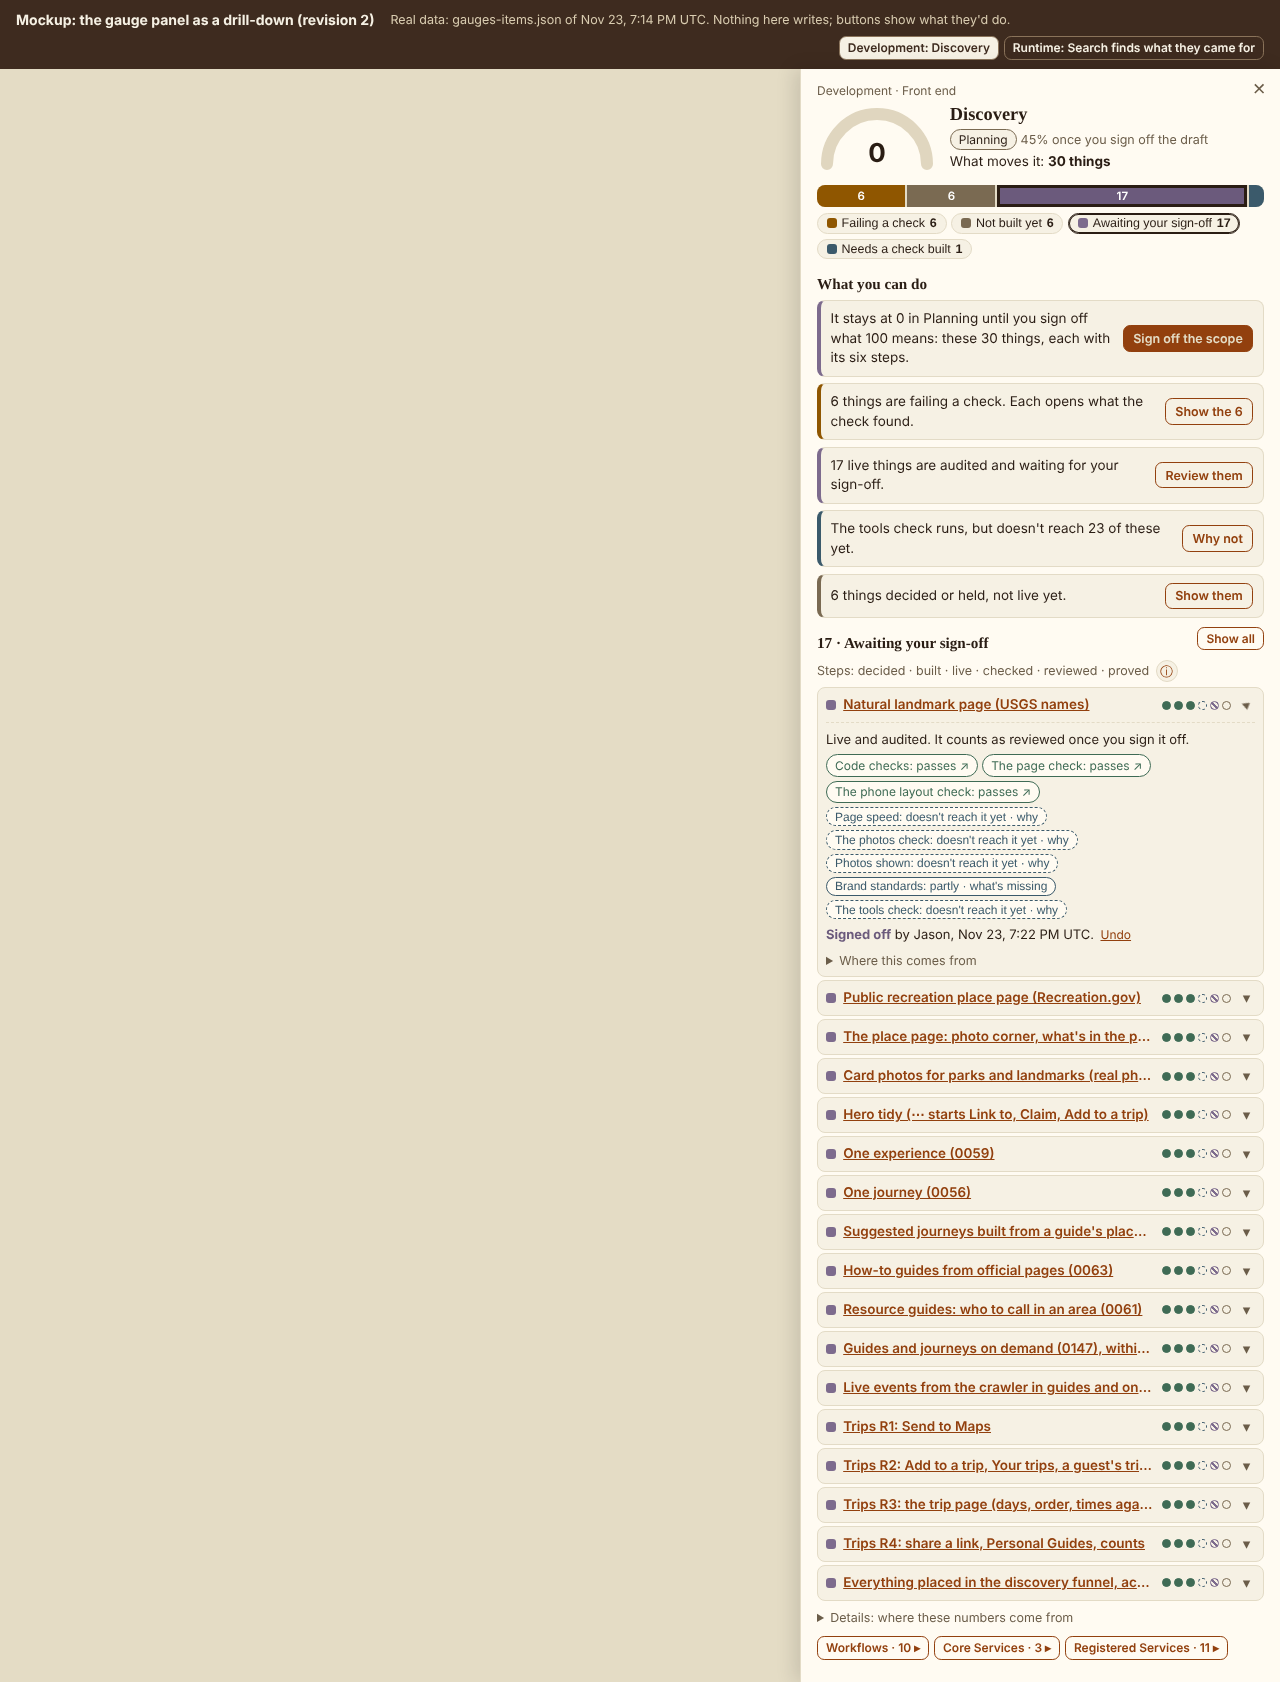 Mockup: the gauge panel as a drill-down (revision 2) Real data: gauges-items.json of Nov 23, 7:14 PM UTC. Nothing here writes; buttons show what they'd do.
Development: Discovery Runtime: Search finds what they came for
Development · Front end ✕
Discovery
0
Planning 45% once you sign off the draft
What moves it: 30 things
6 6 17
Failing a check 6 Not built yet 6 Awaiting your sign-off 17
Needs a check built 1
What you can do
It stays at 0 in Planning until you sign off
what 100 means: these 30 things, each with
its six steps.
Sign off the scope
6 things are failing a check. Each opens what the
check found.
Show the 6
17 live things are audited and waiting for your
sign-off.
Review them
The tools check runs, but doesn't reach 23 of these
yet.
Why not
6 things decided or held, not live yet.
Show them
17 · Awaiting your sign-off Show all
Steps: decided · built · live · checked · reviewed · proved ⓘ
Natural landmark page (USGS names)
Live and audited. It counts as reviewed once you sign it off.
Code checks: passes ↗ The page check: passes ↗
The phone layout check: passes ↗
Page speed: doesn't reach it yet · why
The photos check: doesn't reach it yet · why
Photos shown: doesn't reach it yet · why
Brand standards: partly · what's missing
The tools check: doesn't reach it yet · why
Signed off by Jason, Nov 23, 7:22 PM UTC. Undo
▶ Where this comes from
Public recreation place page (Recreation.gov)
The place page: photo corner, what's in the p...
Card photos for parks and landmarks (real ph...
Hero tidy (⋯ starts Link to, Claim, Add to a trip)
One experience (0059)
One journey (0056)
Suggested journeys built from a guide's plac...
How-to guides from official pages (0063)
Resource guides: who to call in an area (0061)
Guides and journeys on demand (0147), withi...
Live events from the crawler in guides and on...
Trips R1: Send to Maps
Trips R2: Add to a trip, Your trips, a guest's tri...
Trips R3: the trip page (days, order, times aga...
Trips R4: share a link, Personal Guides, counts
Everything placed in the discovery funnel, ac...
▶ Details: where these numbers come from
Workflows · 10 ▸ Core Services · 3 ▸ Registered Services · 11 ▸